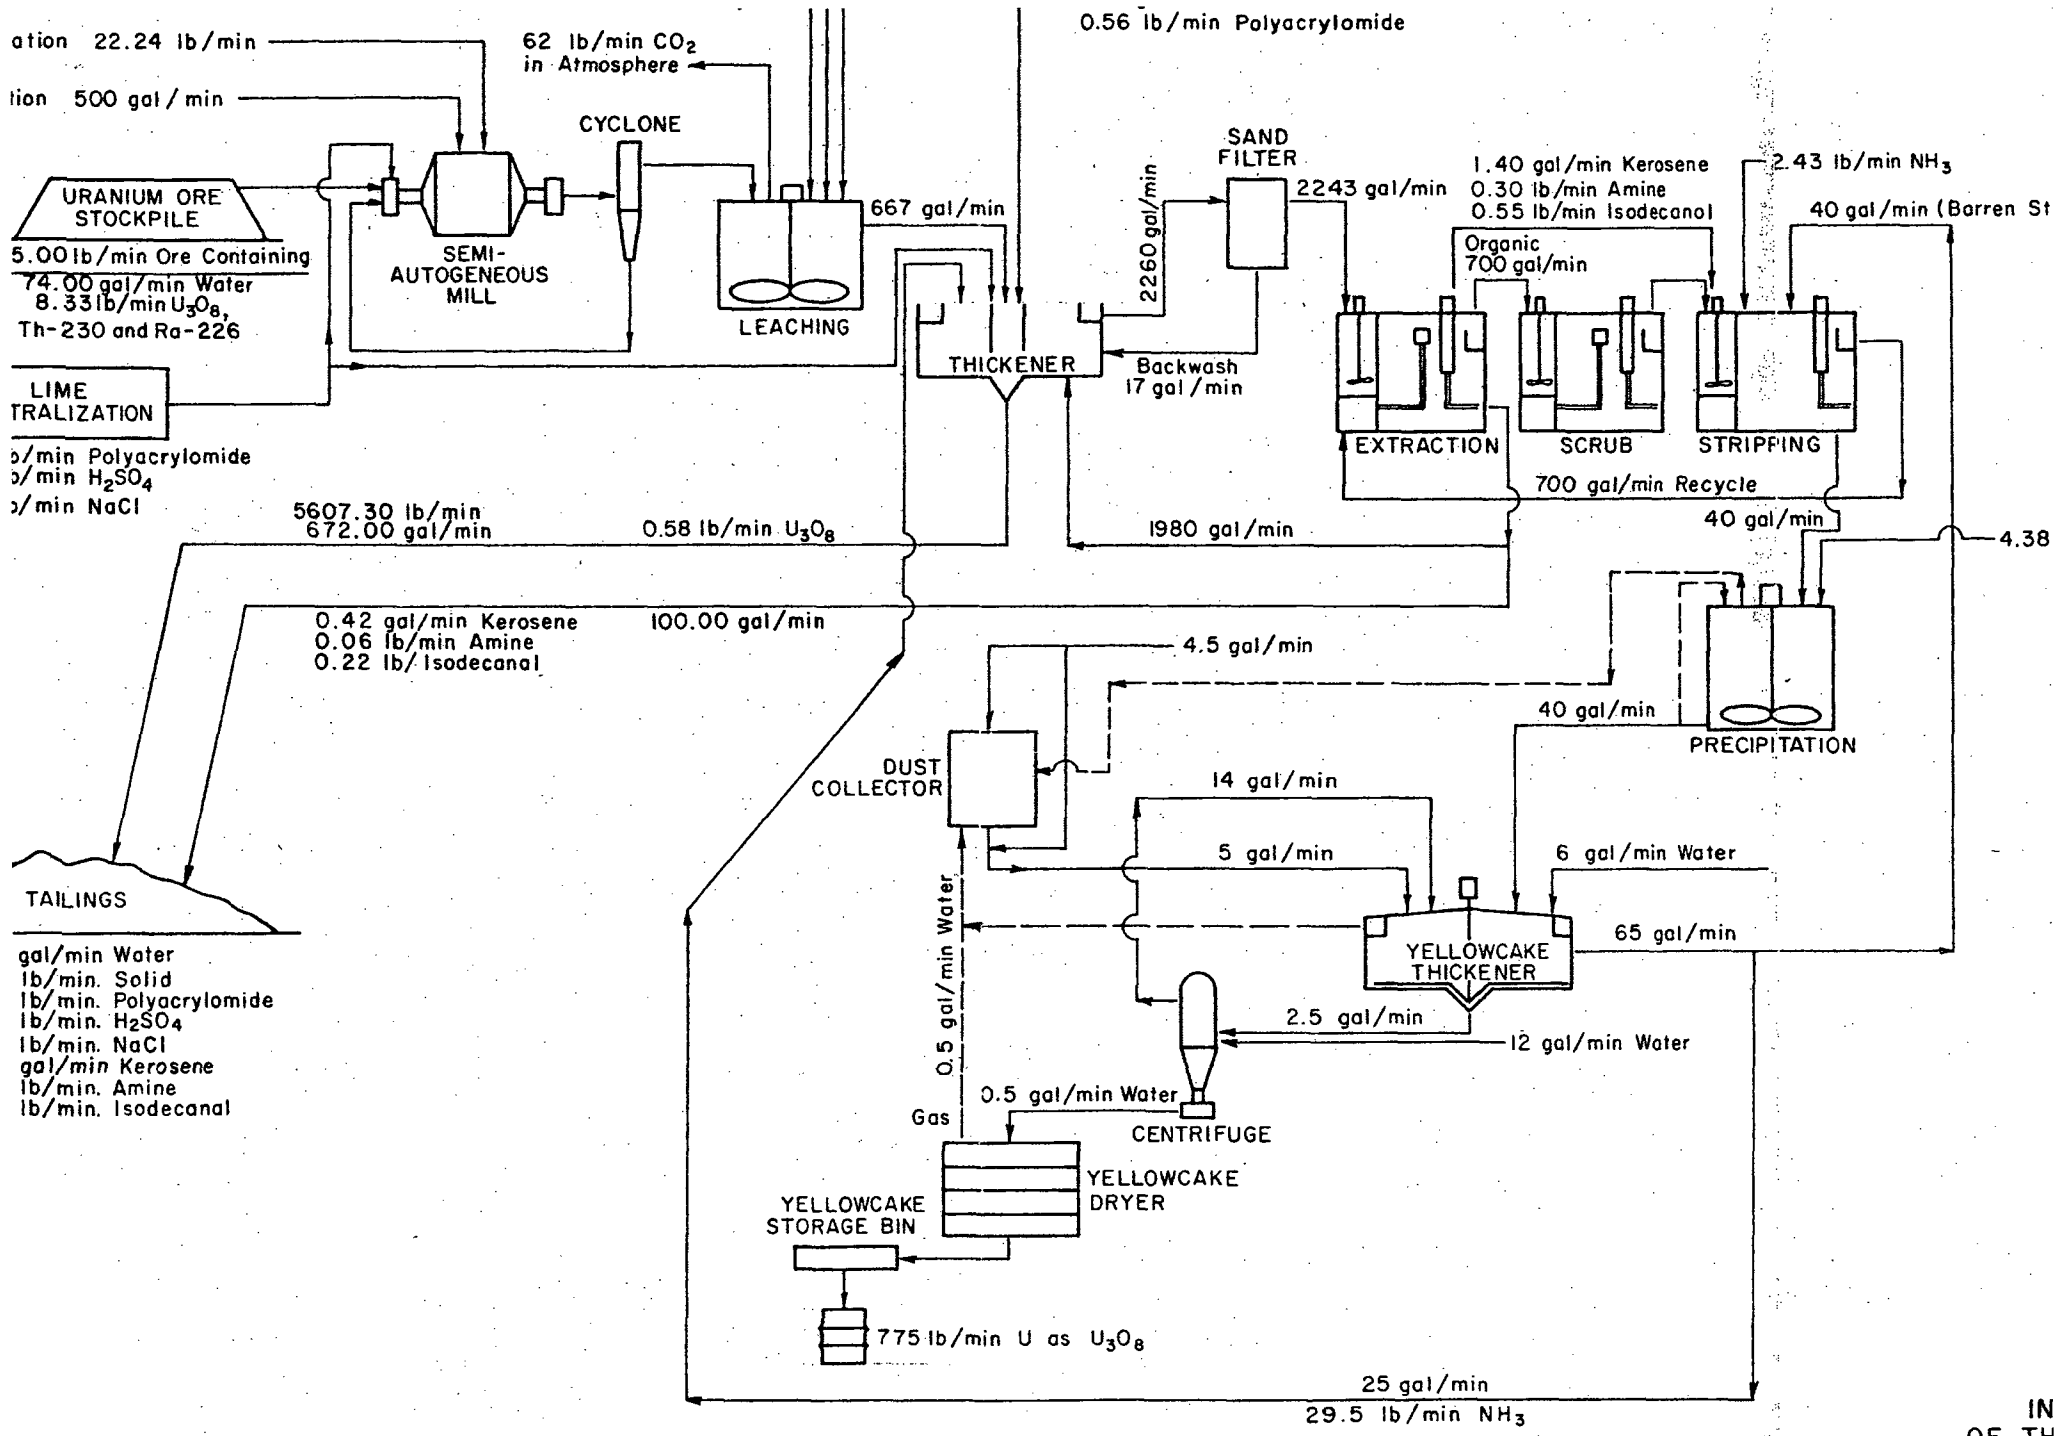 0.56 lb/min Polyacrylomide
ation 22.24 lb/min
62 lb/min CO2
in Atmosphere
tion 500 gal/min
CYCLONE
SAND
FILTER
URANIUM ORE
STOCKPILE
5.00 lb/min Ore Containing
74.00 gal/min Water
8.33 lb/min U3O8,
Th-230 and Ra-226
SEMI-
AUTOGENEOUS
MILL
LEACHING
667 gal/min
2260 gal/min
2243 gal/min
1.40 gal/min Kerosene
0.30 lb/min Amine
0.55 lb/min Isodecanol
2.43 lb/min NH3
40 gal/min (Barren St
Organic
700 gal/min
THICKENER
Backwash
17 gal/min
EXTRACTION
SCRUB
STRIPPING
700 gal/min Recycle
LIME
TRALIZATION
b/min Polyacrylomide
b/min H2SO4
b/min NaCl
5607.30 lb/min
672.00 gal/min
0.58 lb/min U3O8
1980 gal/min
40 gal/min
4.38
0.42 gal/min Kerosene
0.06 lb/min Amine
0.22 lb/ Isodecanal
100.00 gal/min
4.5 gal/min
40 gal/min
PRECIPITATION
DUST
COLLECTOR
14 gal/min
5 gal/min
6 gal/min Water
TAILINGS
gal/min Water
lb/min. Solid
lb/min. Polyacrylomide
lb/min. H2SO4
lb/min. NaCl
gal/min Kerosene
lb/min. Amine
lb/min. Isodecanal
0.5 gal/min Water
YELLOWCAKE
THICKENER
65 gal/min
2.5 gal/min
12 gal/min Water
Gas
0.5 gal/min Water
CENTRIFUGE
YELLOWCAKE
DRYER
YELLOWCAKE
STORAGE BIN
775 lb/min U as U3O8
25 gal/min
29.5 lb/min NH3
IN
OF TH